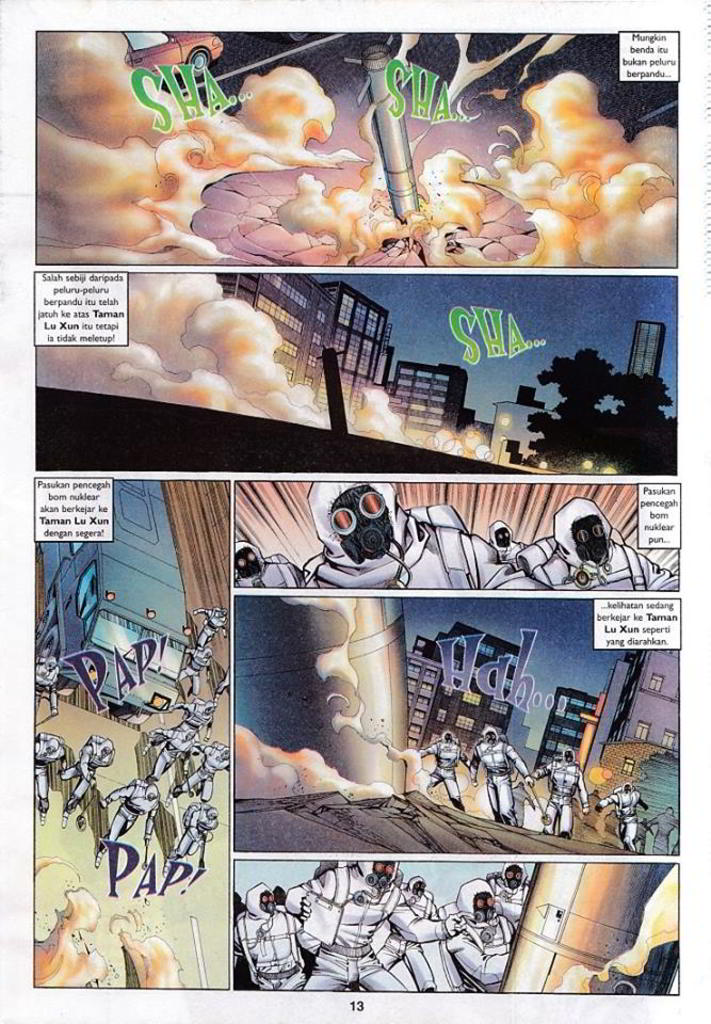 Mungkin
benda itu
bukan peluru
berpandu...
SHA...
SHA...
Salah sebiji daripada
peluru-peluru
berpandu itu telah
jatuh ke atas Taman
Lu Xun itu tetapi
ia tidak meletup!
SHA...
Pasukan pencegah
bom nuklear
akan berkejar ke
Taman Lu Xun
dengan segera!
PAP!
PAP!
Pasukan
pencegah
bom
nuklear
pun...
...kelihatan sedang
berkejar ke Taman
Lu Xun seperti
yang diarahkan.
Hah...
13